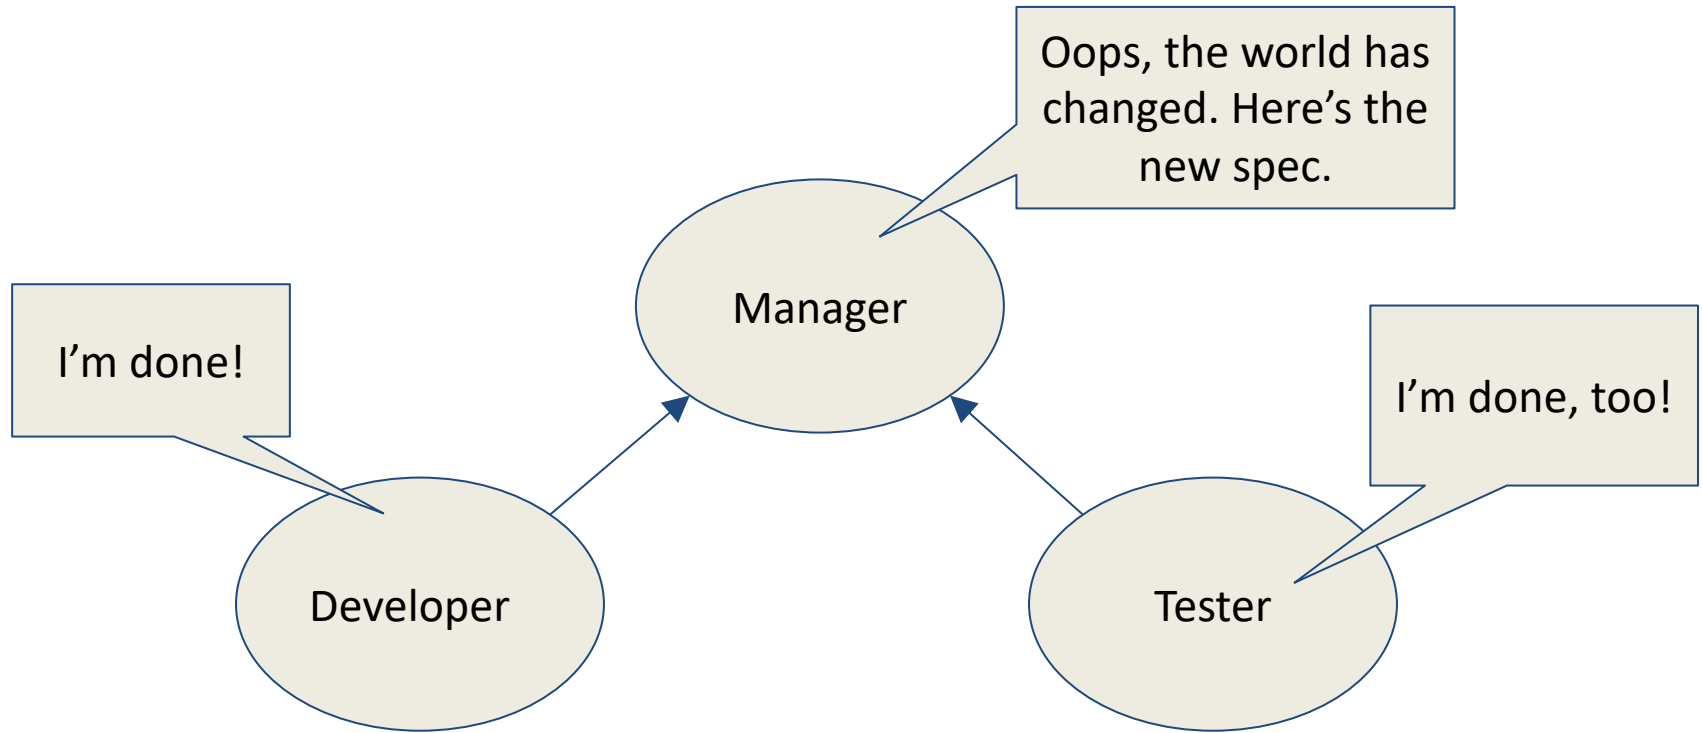 Oops, the world has
changed. Here’s the
new spec.
Manager
I’m done!
I’m done, too!
Developer
Tester